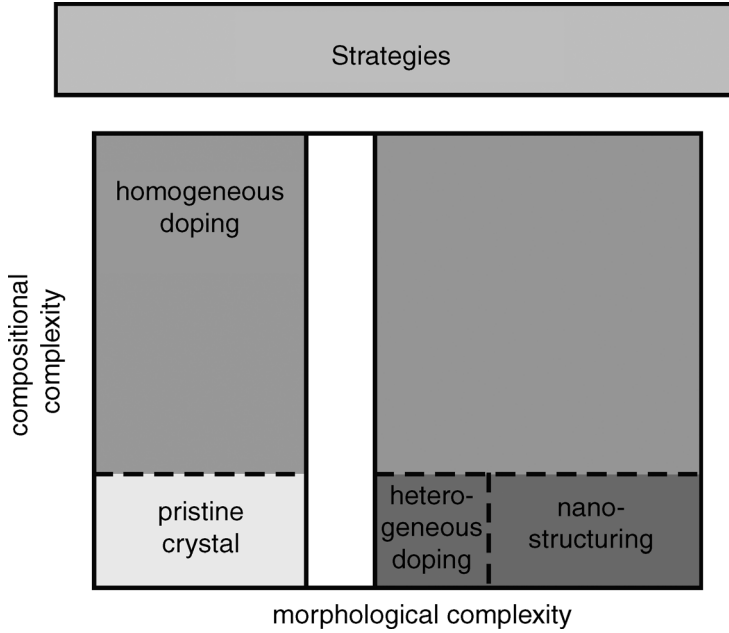 Strategies
homogeneous
doping
compositional
complexity
pristine
crystal
hetero-
geneous
doping
nano-
structuring
morphological complexity